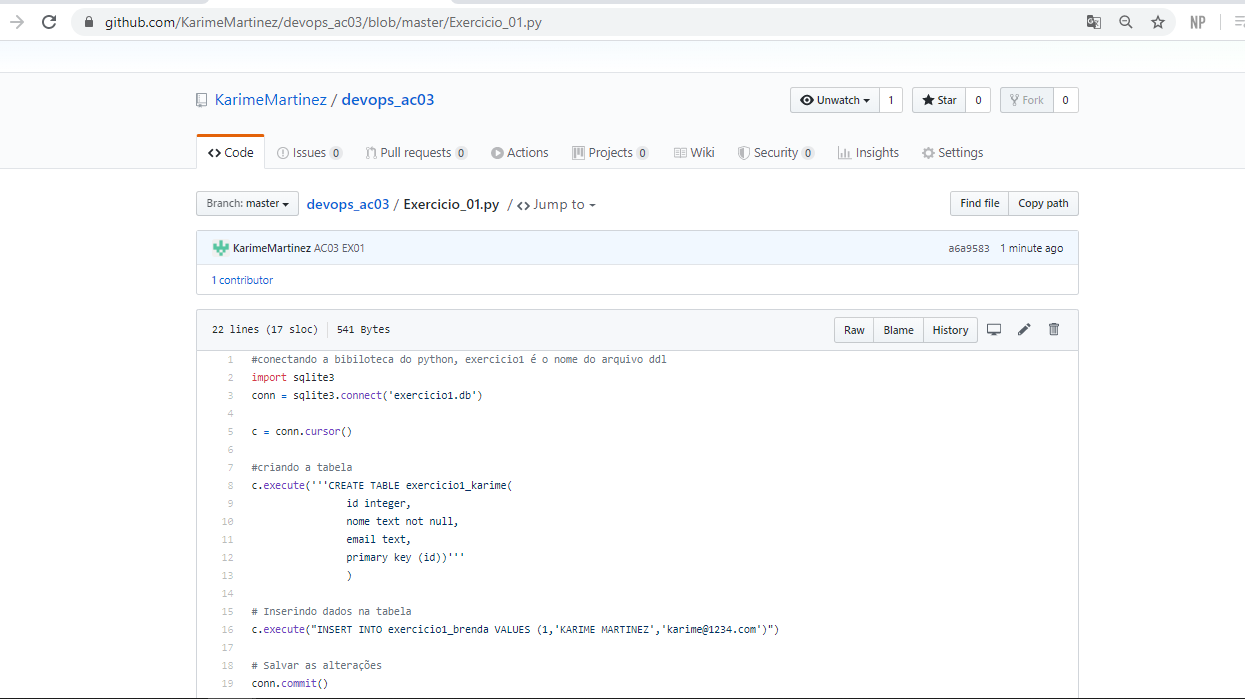 github.com/KarimeMartinez/devops_ac03/blob/master/Exercicio_01.py NP
KarimeMartinez / devops_ac03 Unwatch 1 Star 0 Fork 0
Code Issues 0 Pull requests 0 Actions Projects 0 Wiki Security 0 Insights Settings
Branch: master devops_ac03 / Exercicio_01.py / Jump to Find file Copy path
KarimeMartinez AC03 EX01 a6a9583 1 minute ago
1 contributor
22 lines (17 sloc) 541 Bytes Raw Blame History
1 #conectando a bibiloteca do python, exercicio1 é o nome do arquivo ddl
2 import sqlite3
3 conn = sqlite3.connect('exercicio1.db')
4
5 c = conn.cursor()
6
7 #criando a tabela
8 c.execute('''CREATE TABLE exercicio1_karime(
9 id integer,
10 nome text not null,
11 email text,
12 primary key (id))'''
13 )
14
15 # Inserindo dados na tabela
16 c.execute("INSERT INTO exercicio1_brenda VALUES (1,'KARIME MARTINEZ','karime@1234.com')")
17
18 # Salvar as alterações
19 conn.commit()